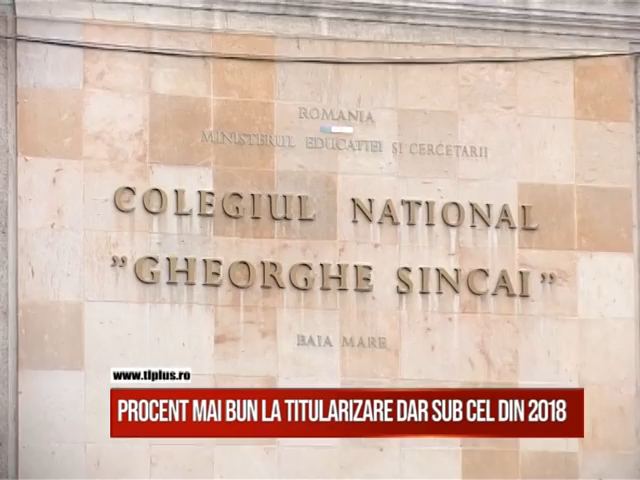 ROMANIA
MINISTERUL EDUCATIEI SI CERCETARII
COLEGIUL NATIONAL
"GHEORGHE SINCAI"
BAIA MARE
www.tlplus.ro
PROCENT MAI BUN LA TITULARIZARE DAR SUB CEL DIN 2018